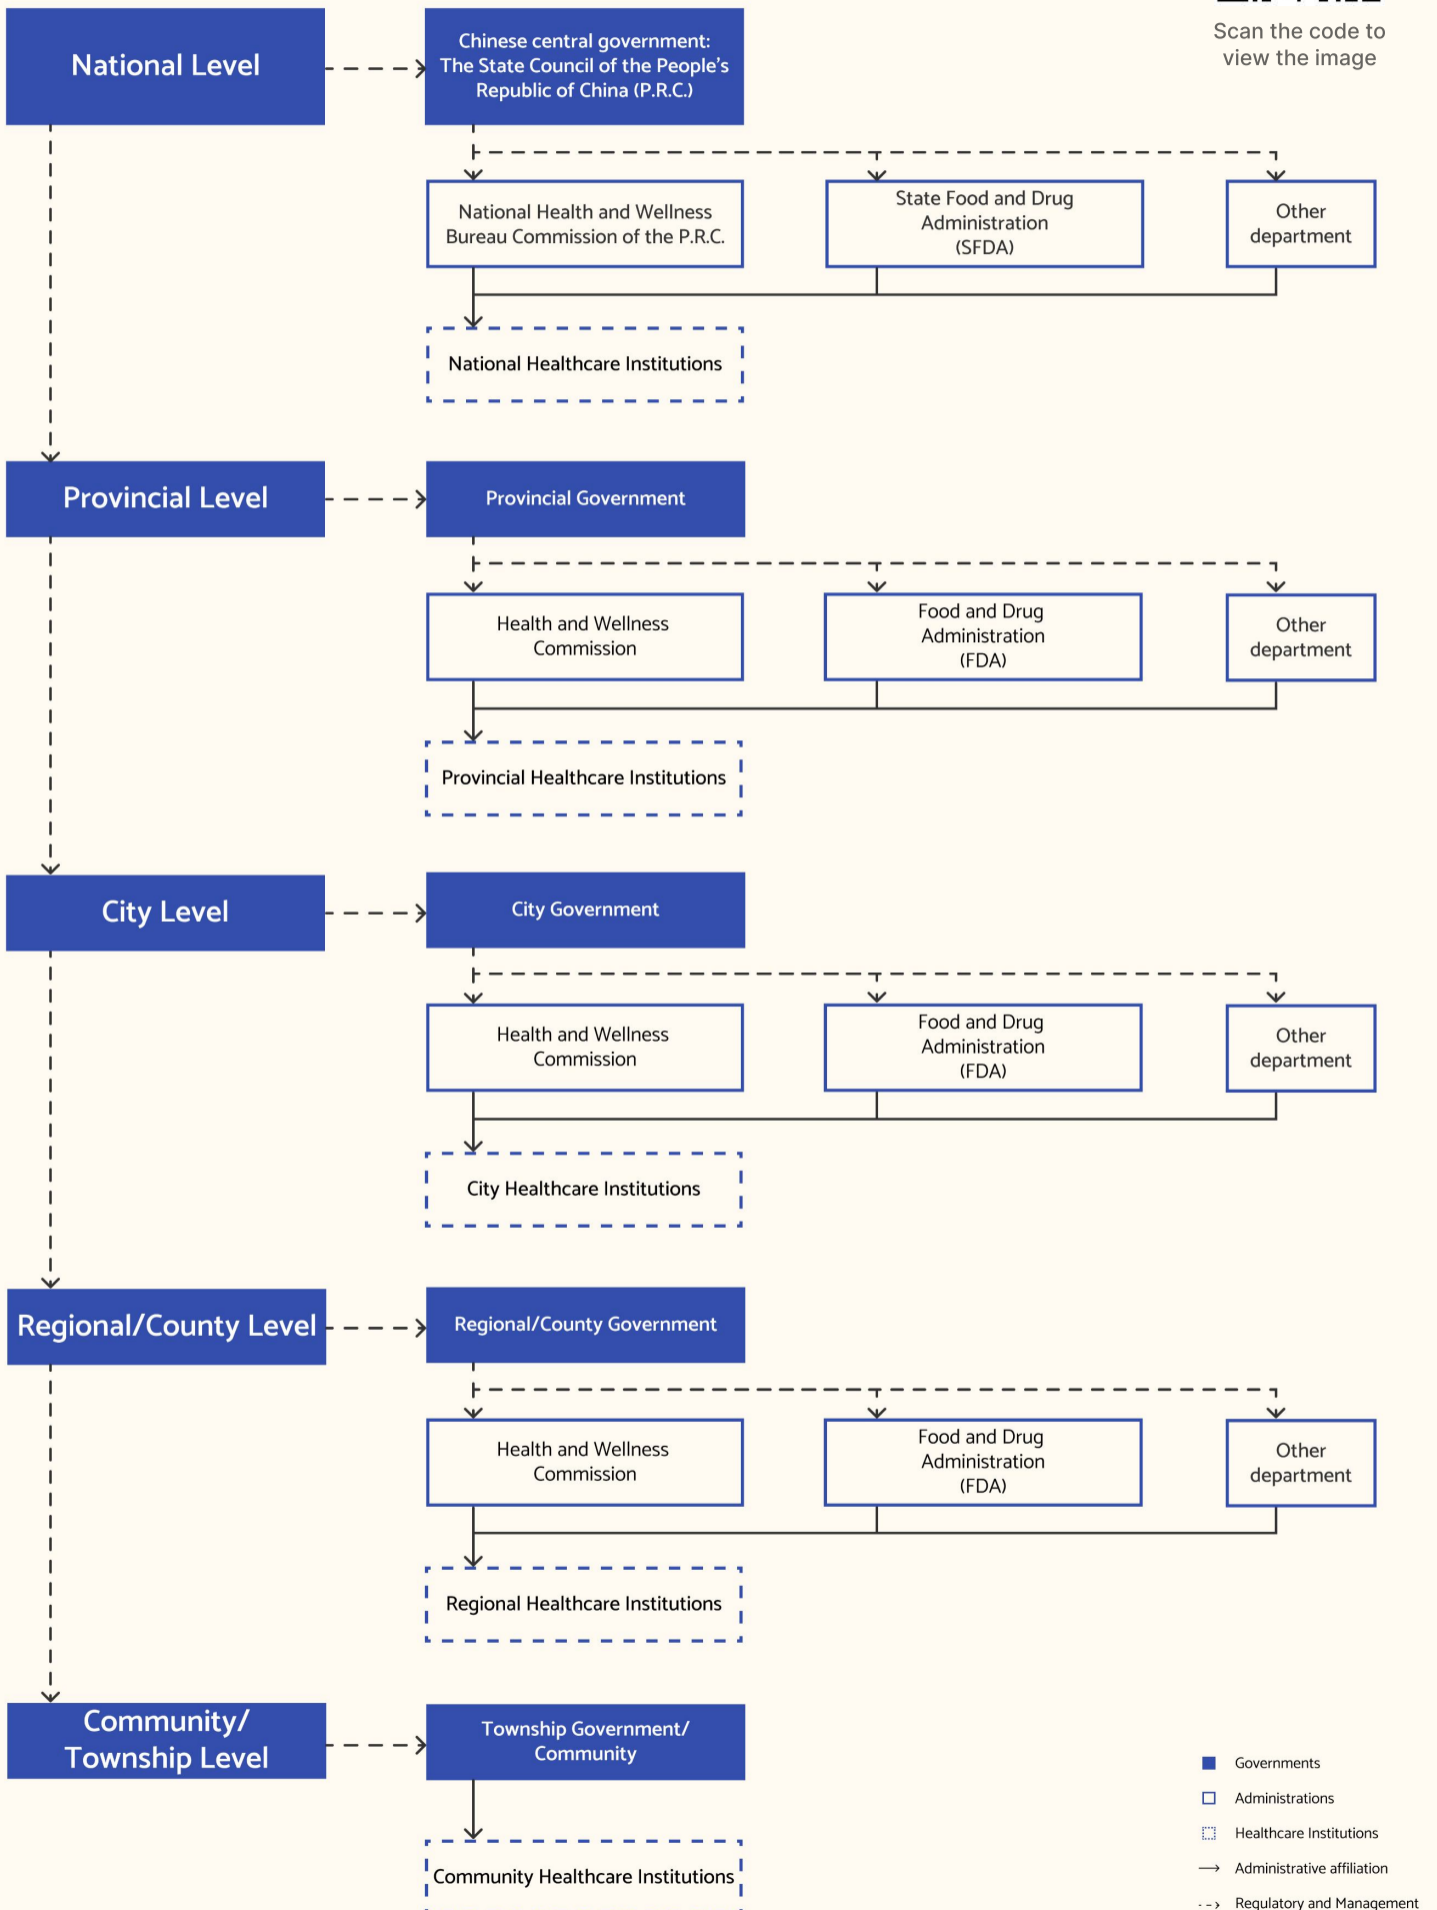 Scan the code to
view the image
National Level
Chinese central government:
The State Council of the People's
Republic of China (P.R.C.)
National Health and Wellness
Bureau Commission of the P.R.C.
State Food and Drug
Administration
(SFDA)
Other
department
National Healthcare Institutions
Provincial Level
Provincial Government
Health and Wellness
Commission
Food and Drug
Administration
(FDA)
Other
department
Provincial Healthcare Institutions
City Level
City Government
Health and Wellness
Commission
Food and Drug
Administration
(FDA)
Other
department
City Healthcare Institutions
Regional/County Level
Regional/County Government
Health and Wellness
Commission
Food and Drug
Administration
(FDA)
Other
department
Regional Healthcare Institutions
Community/
Township Level
Township Government/
Community
Community Healthcare Institutions
Governments
Administrations
Healthcare Institutions
Administrative affiliation
Regulatory and Management